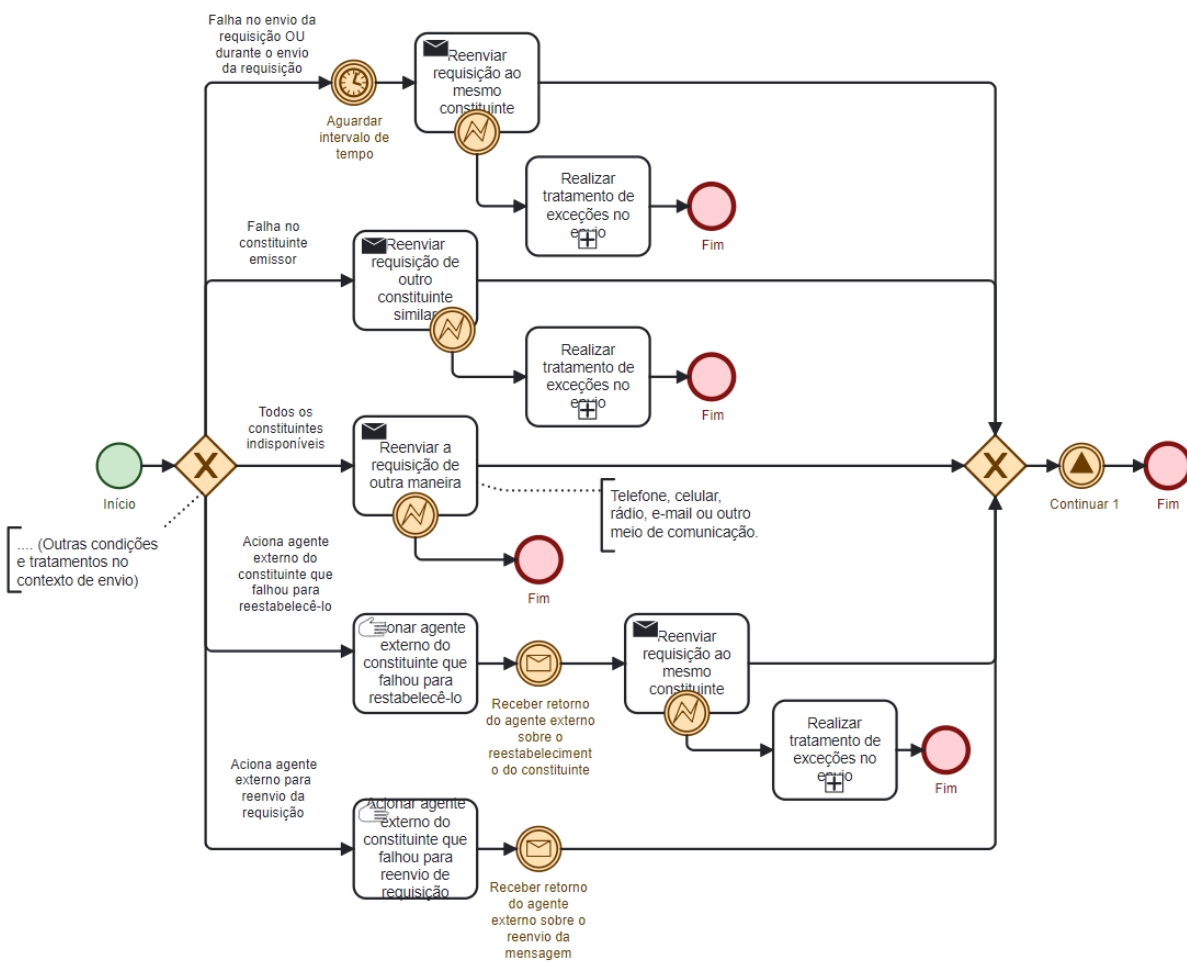 Falha no envio da
requisição OU
durante o envio
da requisição
Reenviar
requisição ao
mesmo
constituinte
Aguardar
intervalo de
tempo
Realizar
tratamento de
exceções no
envio
Fim
Falha no
constituinte
emissor
Reenviar
requisição de
outro
constituinte
similar
Realizar
tratamento de
exceções no
envio
Fim
Todos os
constituintes
indisponíveis
Reenviar a
requisição de
outra maneira
Início
Telefone, celular,
rádio, e-mail ou outro
meio de comunicação.
Continuar 1
Fim
.... (Outras condições
e tratamentos no
contexto de envio)
Aciona agente
externo do
constituinte que
falhou para
reestabelecê-lo
Fim
Acionar agente
externo do
constituinte que
falhou para
restabelecê-lo
Receber retorno
do agente externo
sobre o
reestabeleciment
o do constituinte
Reenviar
requisição ao
mesmo
constituinte
Realizar
tratamento de
exceções no
envio
Fim
Aciona agente
externo para
reenvio da
requisição
Acionar agente
externo do
constituinte que
falhou para
reenvio de
requisição
Receber retorno
do agente
externo sobre o
reenvio da
mensagem